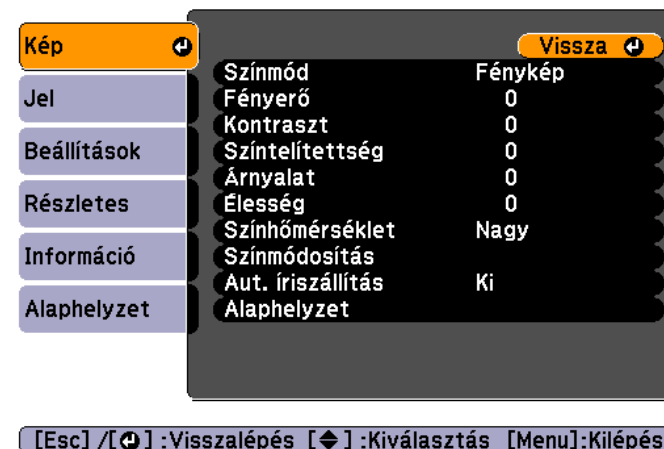 Kép
Jel
Beállítások
Részletes
Információ
Alaphelyzet
Vissza
Színmód Fénykép
Fényerő 0
Kontraszt 0
Színtelítettség 0
Árnyalat 0
Élesség 0
Színhőmérséklet Nagy
Színmódosítás
Aut. íriszállítás Ki
Alaphelyzet
[Esc] /[ ] :Visszalépés [ ] :Kiválasztás [Menu]:Kilépés